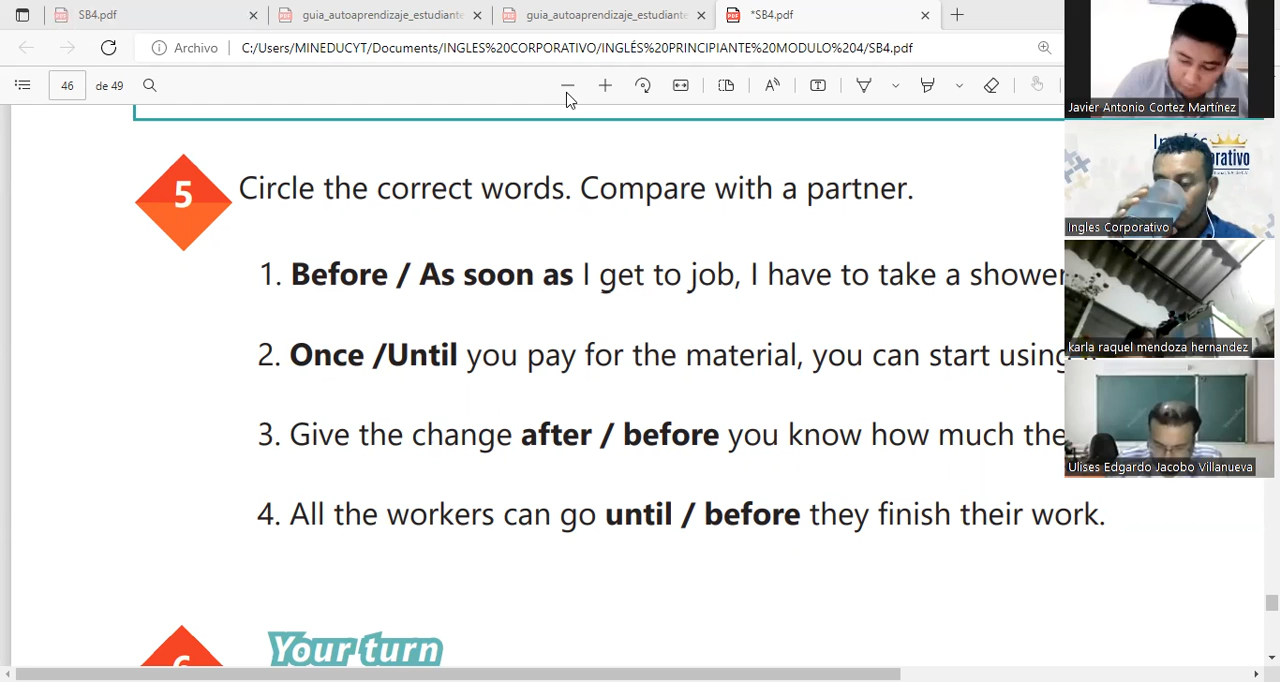 SB4.pdf
guia_autoaprendizaje_estudiante
guia_autoaprendizaje_estudiante
*SB4.pdf
Archivo
C:/Users/MINEDUCYT/Documents/INGLES%20CORPORATIVO/INGLÉS%20PRINCIPIANTE%20MODULO%204/SB4.pdf
46 de 49
5 Circle the correct words. Compare with a partner.
1. Before / As soon as I get to job, I have to take a shower
2. Once /Until you pay for the material, you can start using
3. Give the change after / before you know how much the
4. All the workers can go until / before they finish their work.
6 Your turn
Javier Antonio Cortez Martínez
Ingles Corporativo
karla raquel mendoza hernandez
Ulises Edgardo Jacobo Villanueva